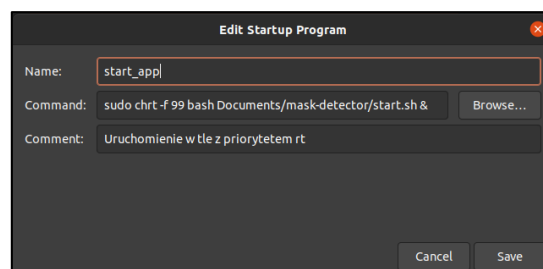 Edit Startup Program
Name: start_app
Command: sudo chrt -f 99 bash Documents/mask-detector/start.sh & Browse...
Comment: Uruchomienie w tle z priorytetem rt
Cancel Save